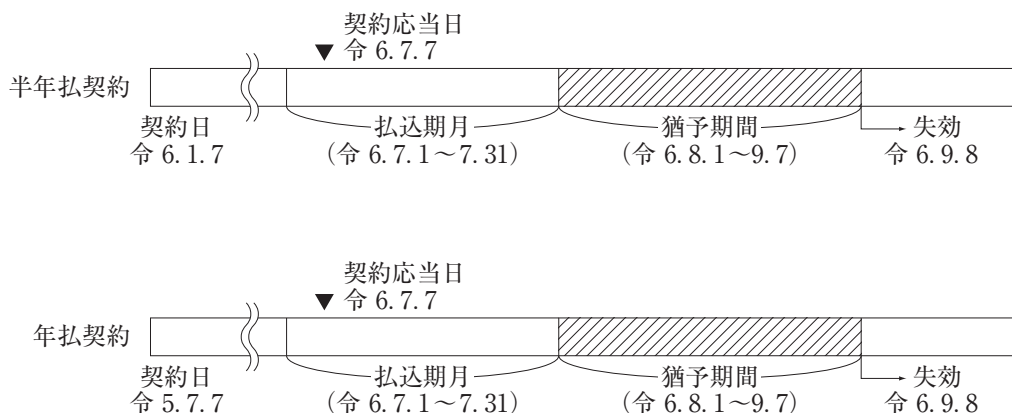 契約応当日
▼ 令 6.7.7
半年払契約
契約日 払込期月 猶予期間 失効
令 6.1.7 (令 6.7.1～7.31) (令 6.8.1～9.7) 令 6.9.8
契約応当日
▼ 令 6.7.7
年払契約
契約日 払込期月 猶予期間 失効
令 5.7.7 (令 6.7.1～7.31) (令 6.8.1～9.7) 令 6.9.8